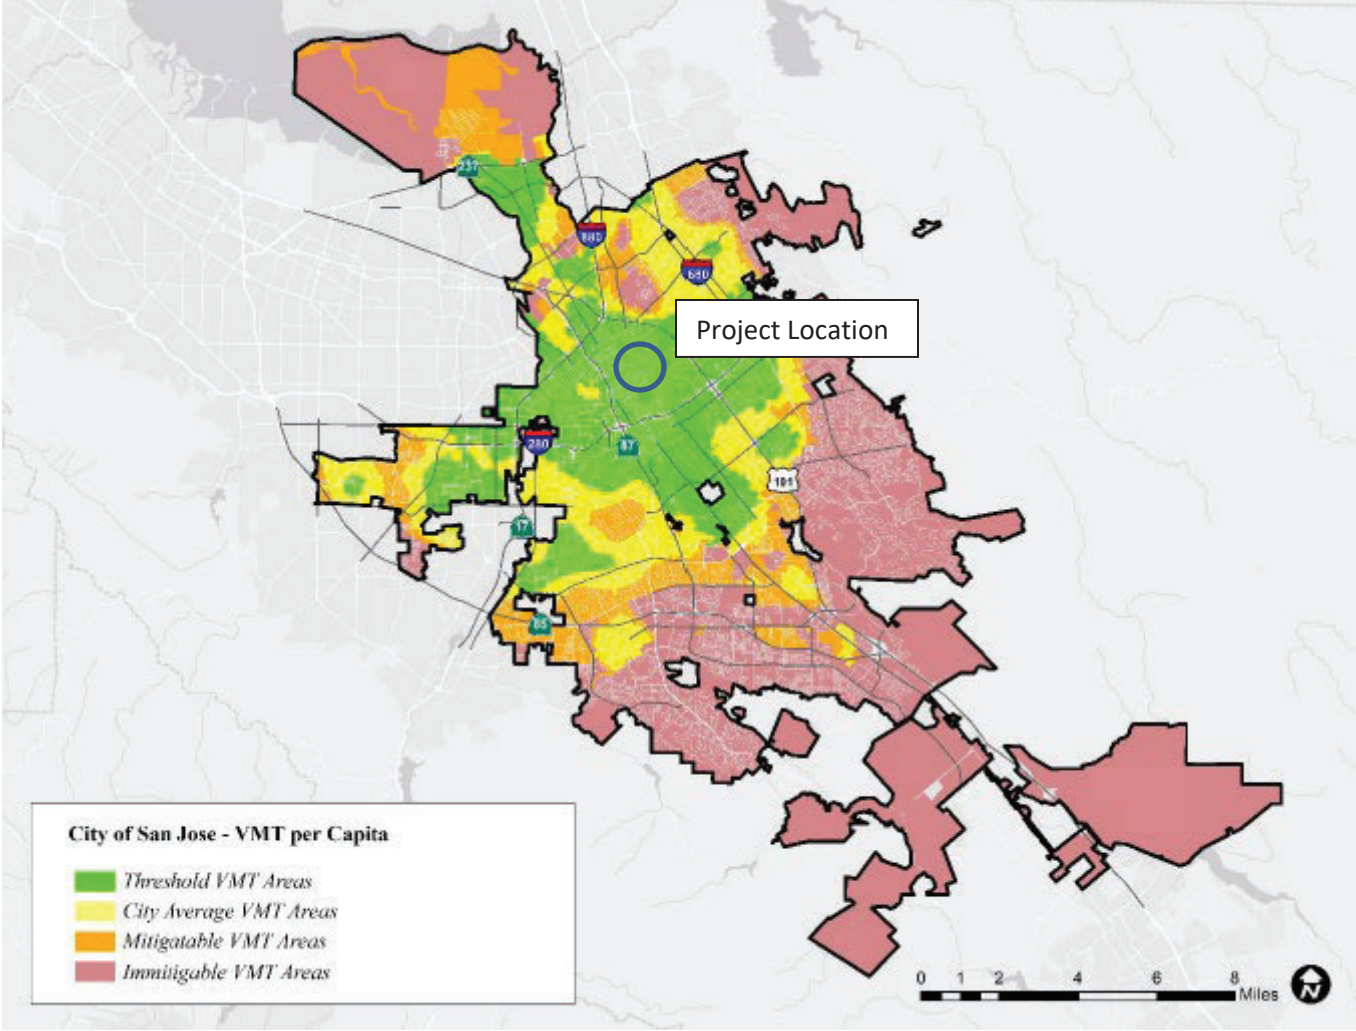 237
880
680
Project Location
280
87
101
17
85
City of San Jose - VMT per Capita
Threshold VMT Areas
City Average VMT Areas
Mitigatable VMT Areas
Immitigable VMT Areas
0 1 2 4 6 8
Miles
N